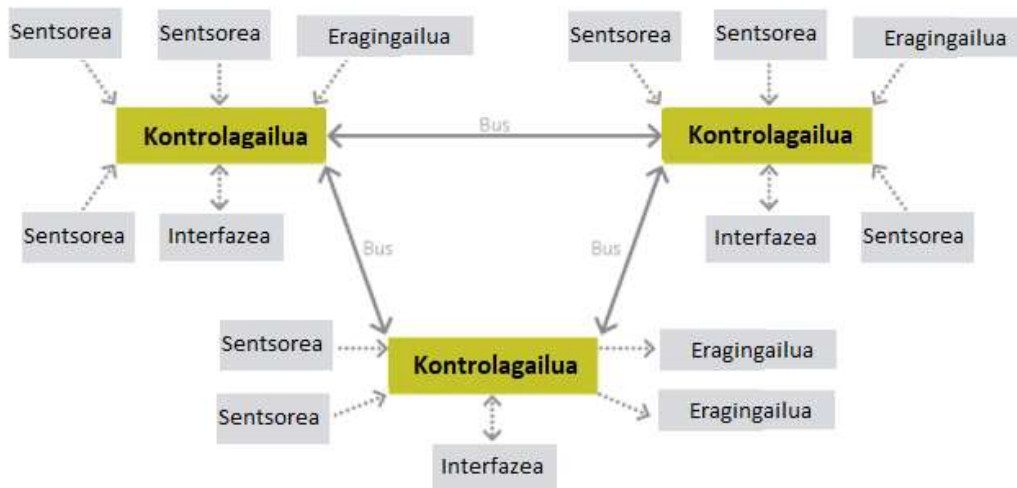 Sentsorea
Sentsorea
Eragingailua
Sentsorea
Sentsorea
Eragingailua
Kontrolagailua
Bus
Kontrolagailua
Sentsorea
Interfazea
Bus
Bus
Interfazea
Sentsorea
Sentsorea
Kontrolagailua
Eragingailua
Sentsorea
Eragingailua
Interfazea